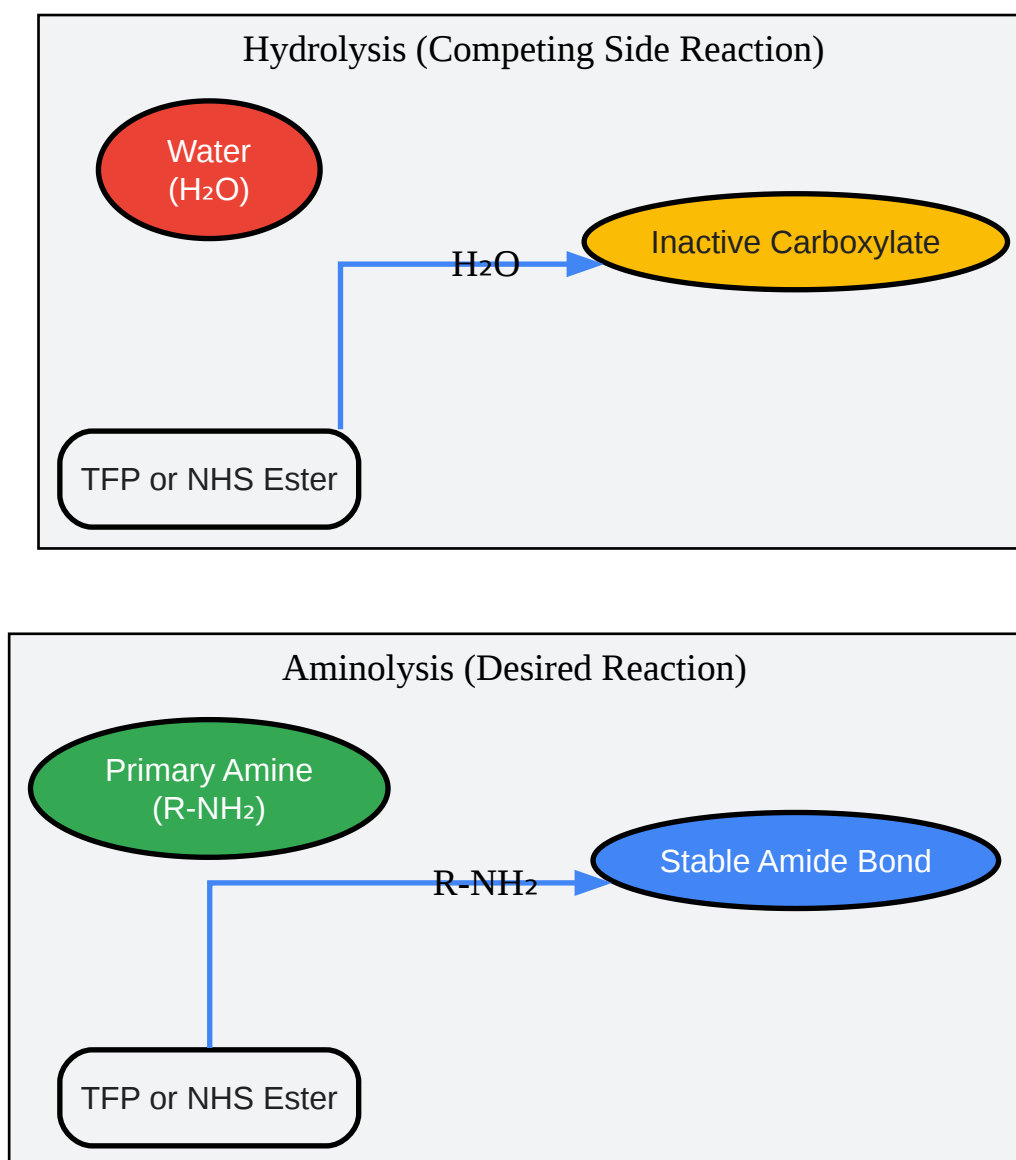 Hydrolysis (Competing Side Reaction)
Water
(H₂O)
Inactive Carboxylate
H₂O
TFP or NHS Ester
Aminolysis (Desired Reaction)
Primary Amine
(R-NH₂)
Stable Amide Bond
R-NH₂
TFP or NHS Ester